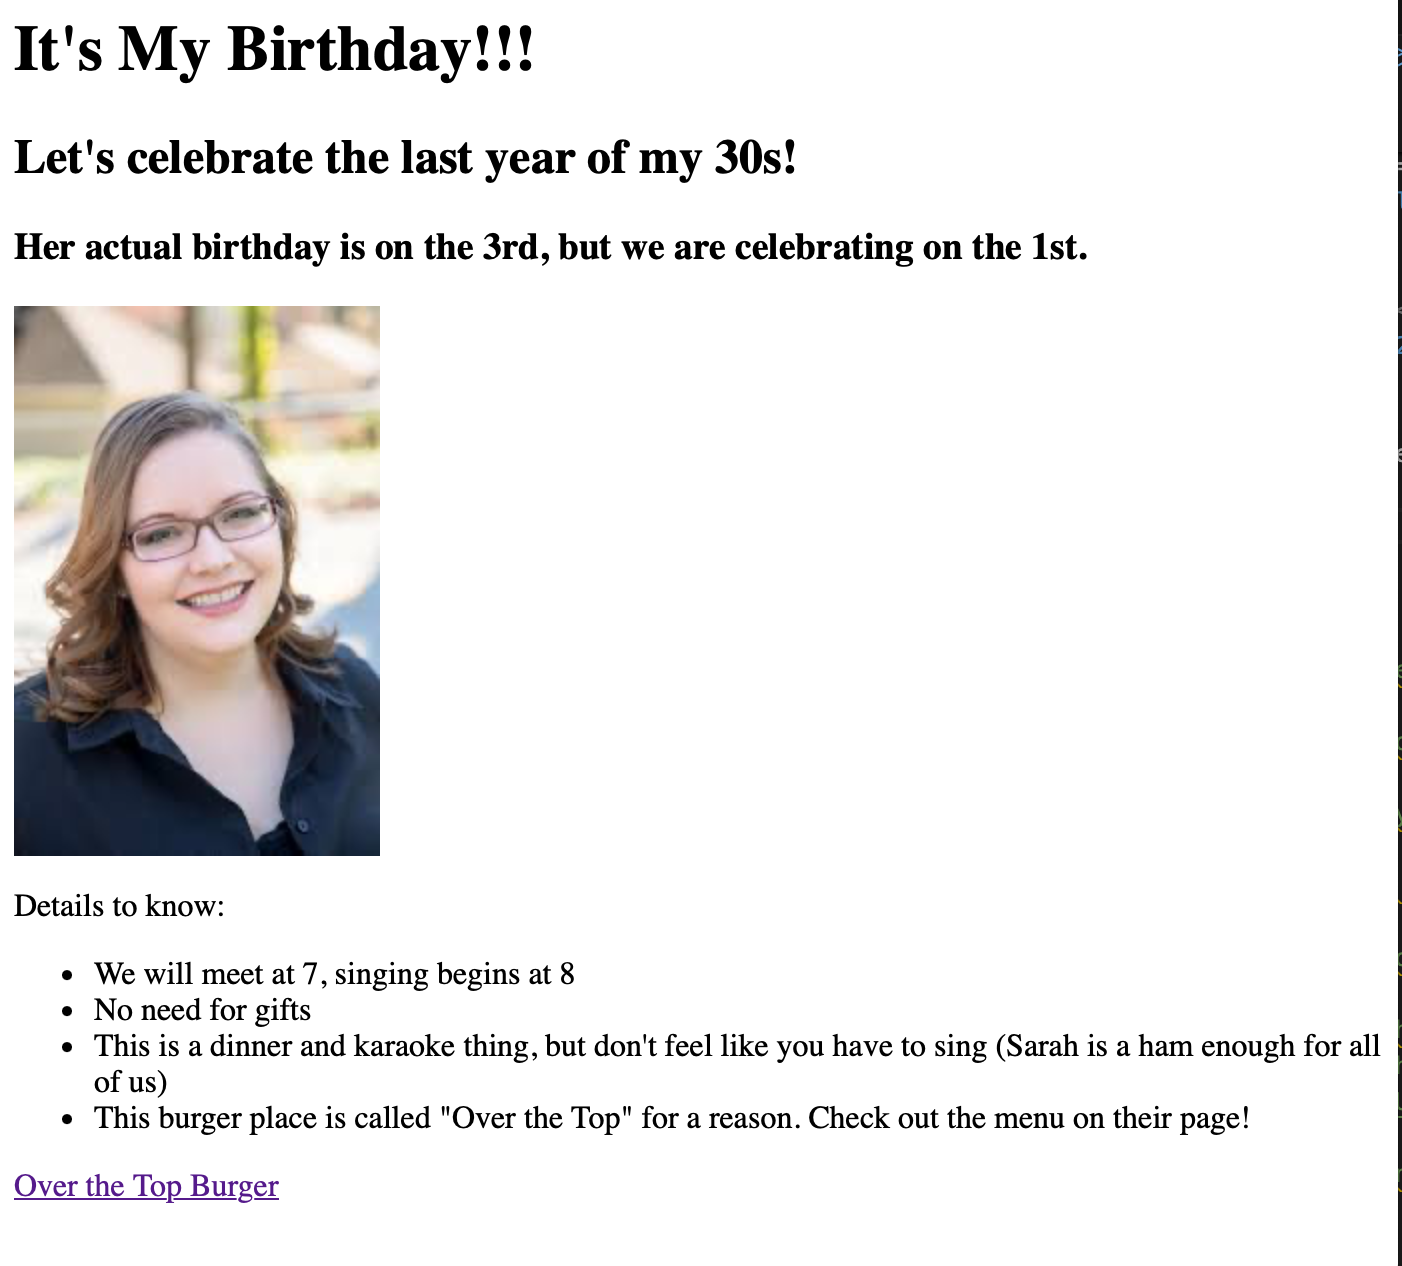 It's My Birthday!!!
Let's celebrate the last year of my 30s!
Her actual birthday is on the 3rd, but we are celebrating on the 1st.
Details to know:
We will meet at 7, singing begins at 8
No need for gifts
This is a dinner and karaoke thing, but don't feel like you have to sing (Sarah is a ham enough for all
of us)
This burger place is called "Over the Top" for a reason. Check out the menu on their page!
Over the Top Burger